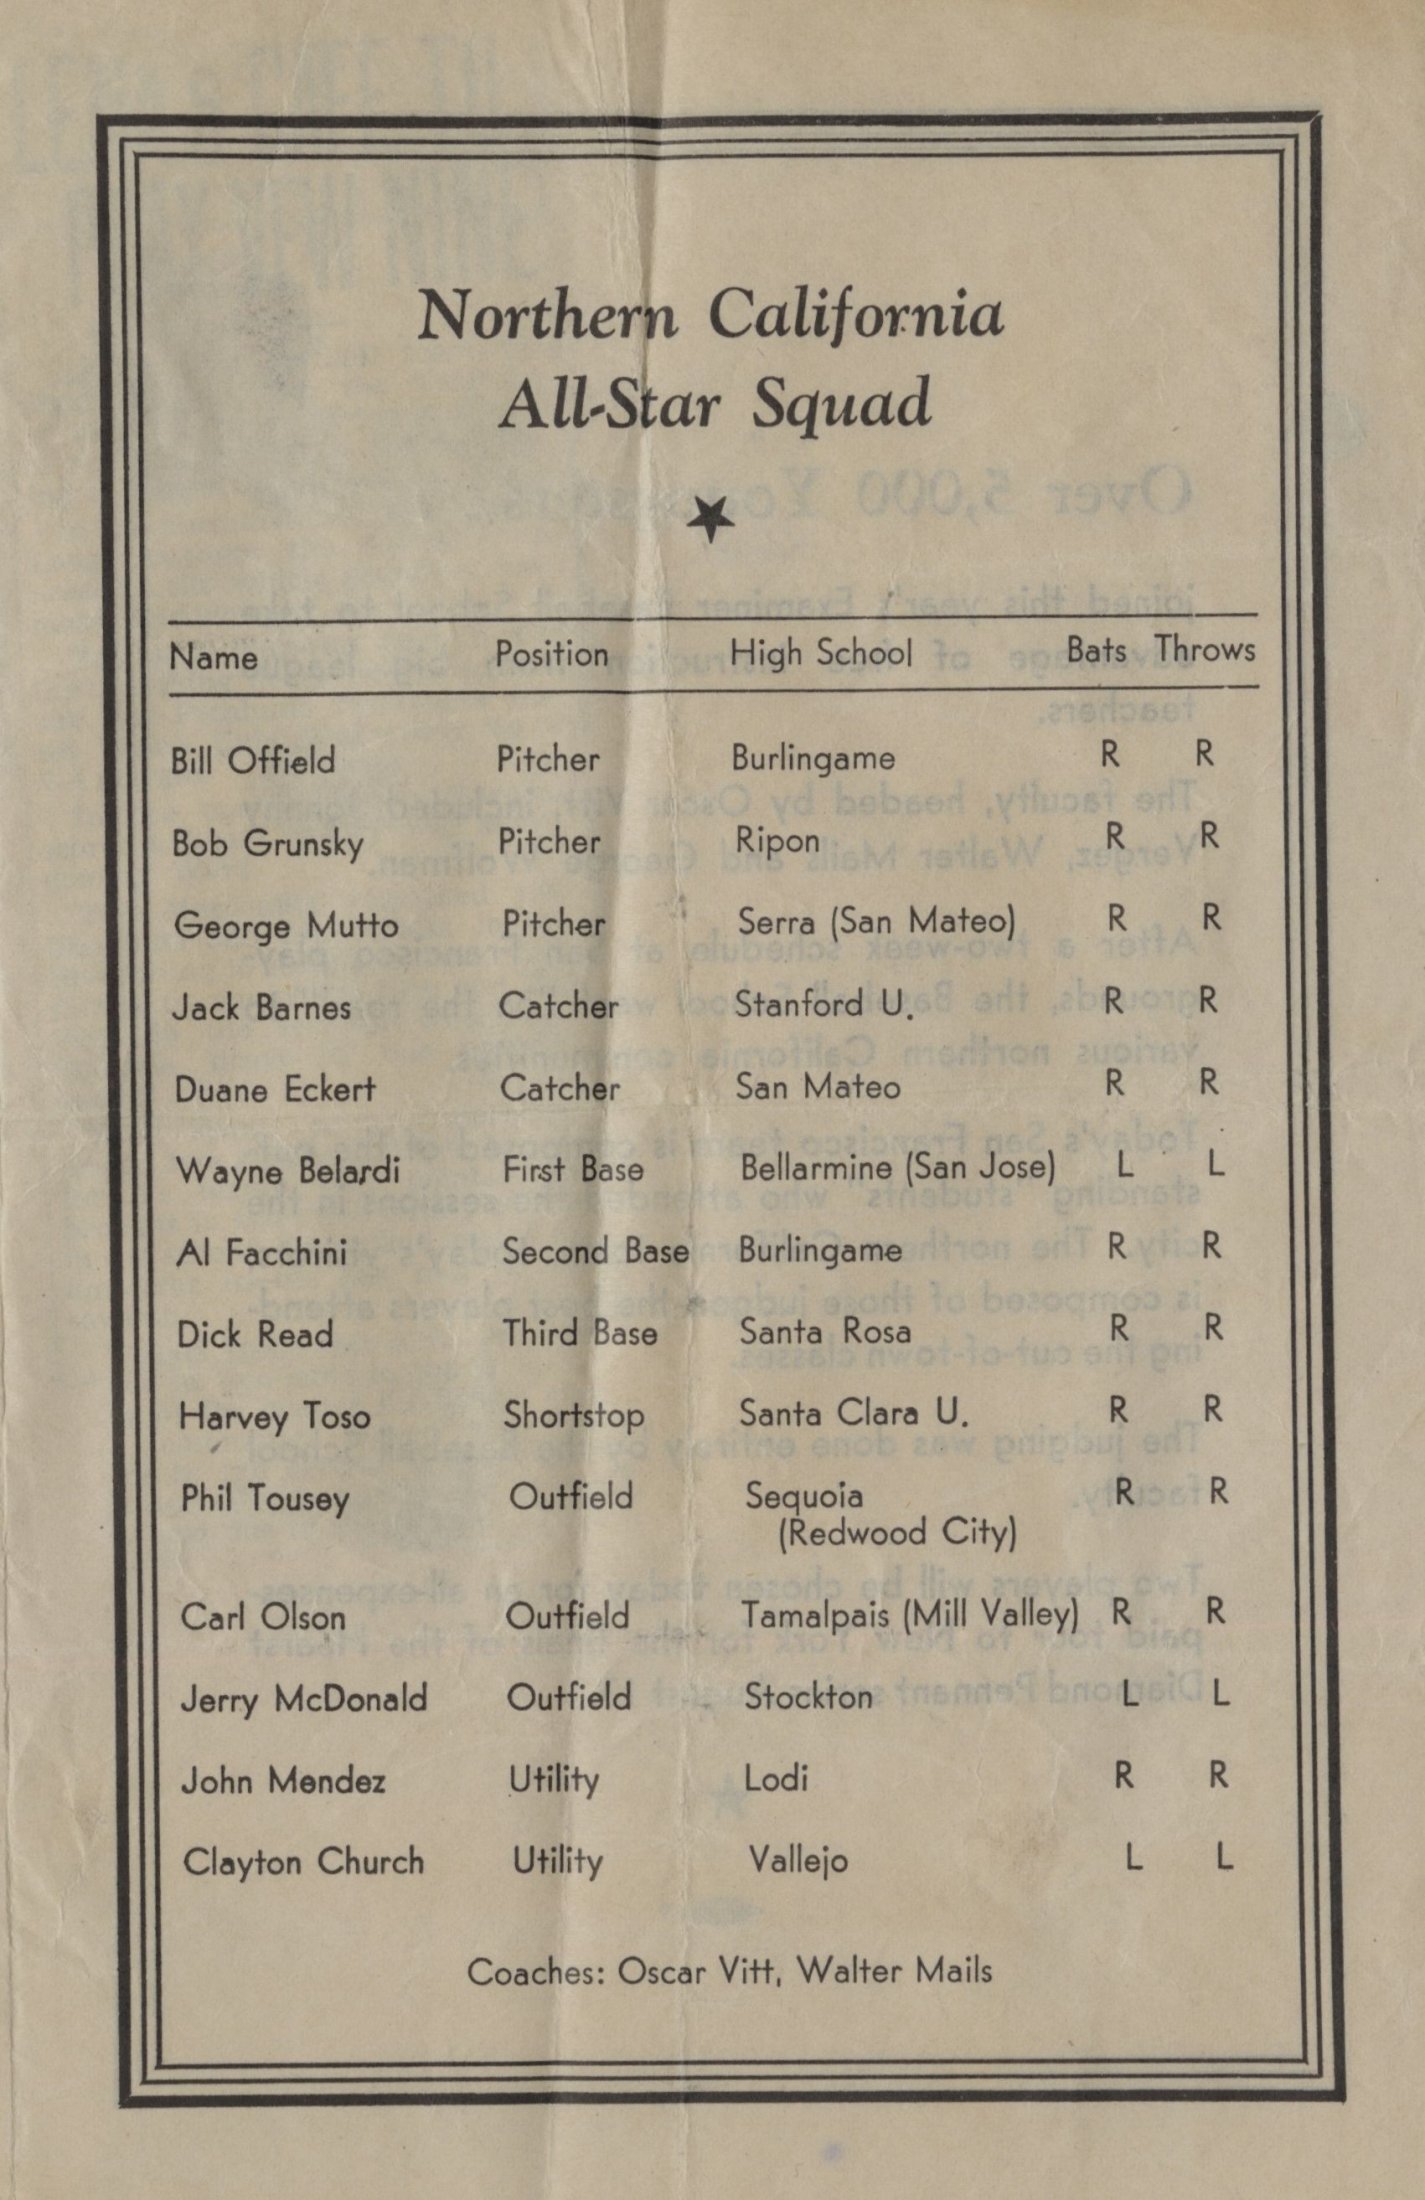 Northern California
All-Star Squad
Name Position High School Bats Throws
Bill Offield Pitcher Burlingame R R
Bob Grunsky Pitcher Ripon R R
George Mutto Pitcher Serra (San Mateo) R R
Jack Barnes Catcher Stanford U. R R
Duane Eckert Catcher San Mateo R R
Wayne Belardi First Base Bellarmine (San Jose) L L
Al Facchini Second Base Burlingame R R
Dick Read Third Base Santa Rosa R R
Harvey Toso Shortstop Santa Clara U. R R
Phil Tousey Outfield Sequoia R R
(Redwood City)
Carl Olson Outfield Tamalpais (Mill Valley) R R
Jerry McDonald Outfield Stockton L L
John Mendez Utility Lodi R R
Clayton Church Utility Vallejo L L
Coaches: Oscar Vitt, Walter Mails